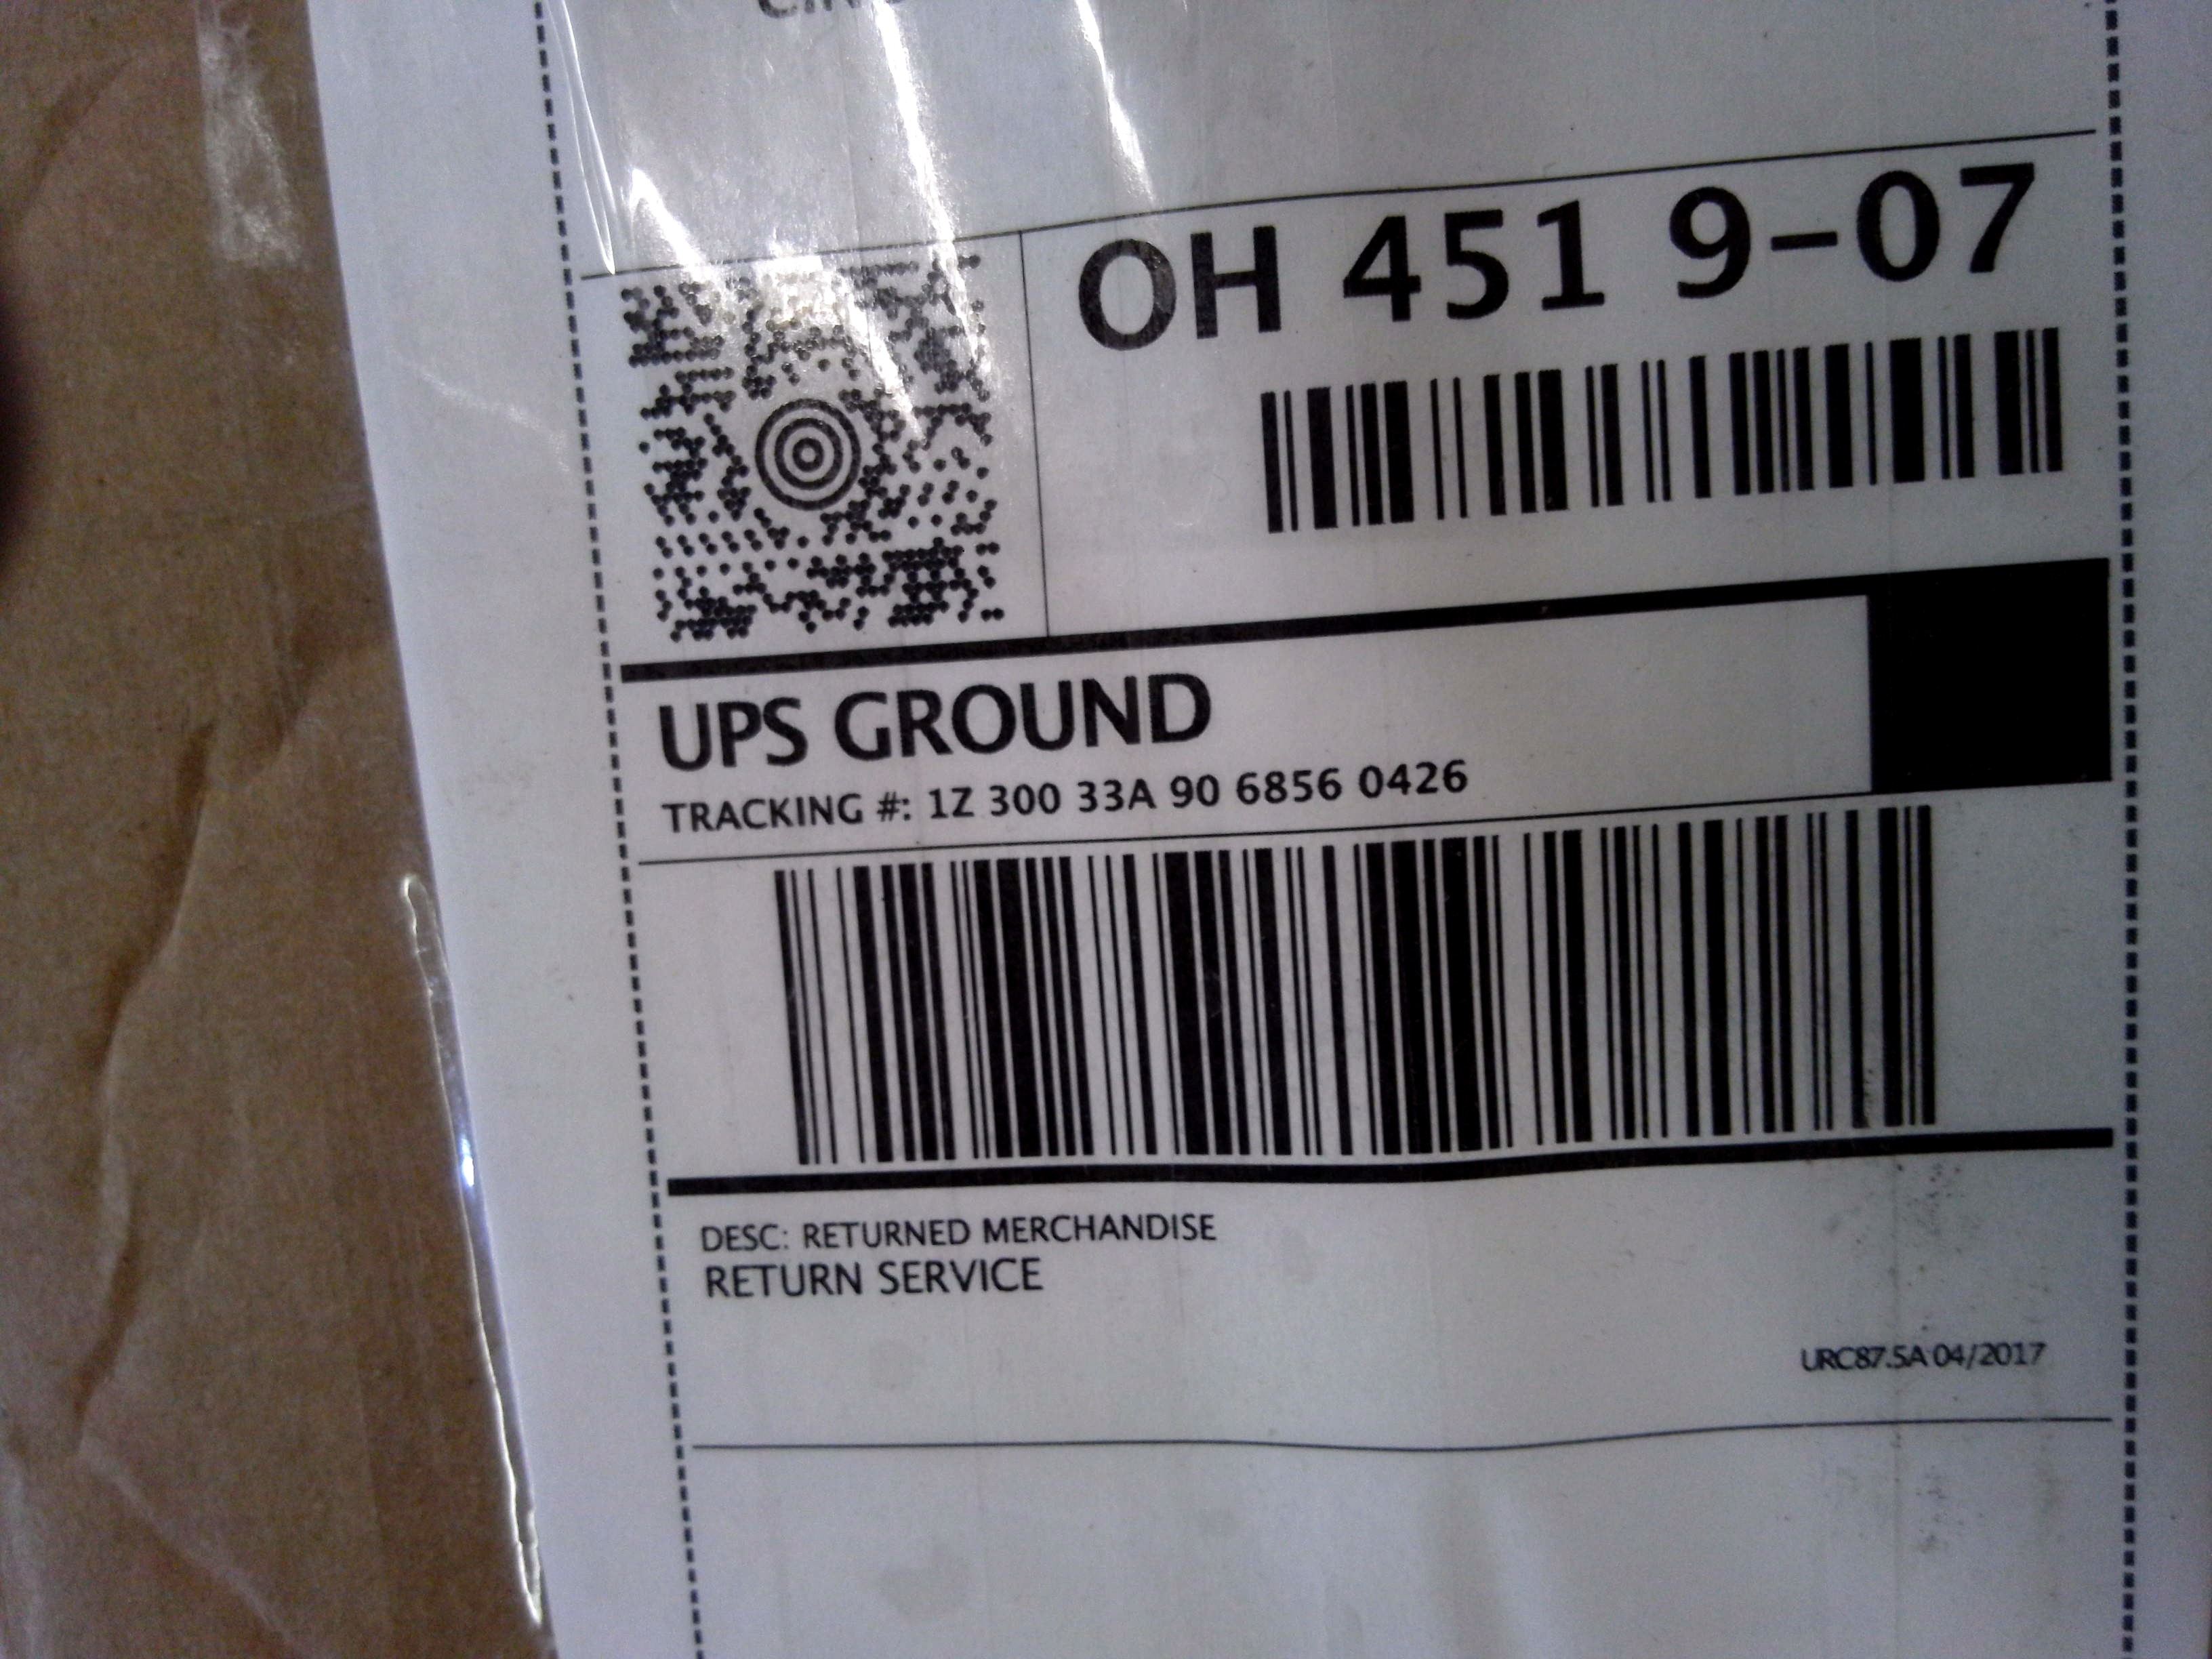 OH 451 9-07
UPS GROUND
TRACKING #: 1Z 300 33A 90 6856 0426
DESC: RETURNED MERCHANDISE
RETURN SERVICE
URC87.5A 04/2017